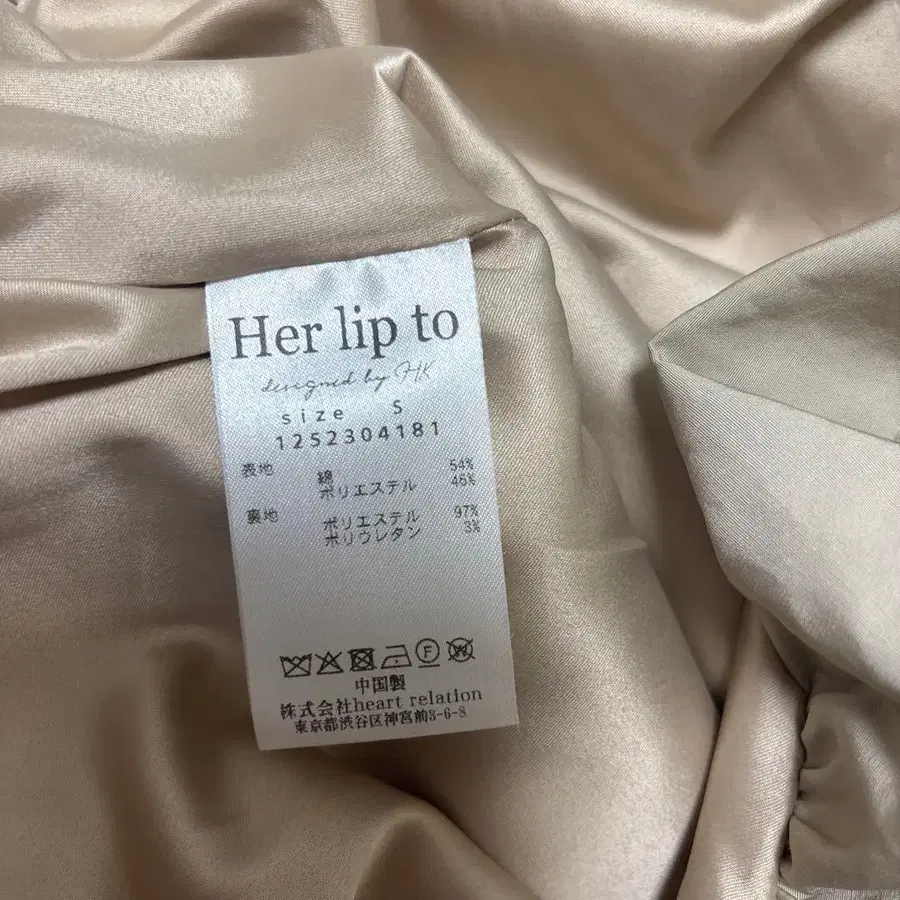 Her lip to
designed by HK
size S
1252304181
表地 綿 54%
ポリエステル 46%
裏地 ポリエステル 97%
ポリウレタン 3%
中国製
株式会社heart relation
東京都渋谷区神宮前3-6-8